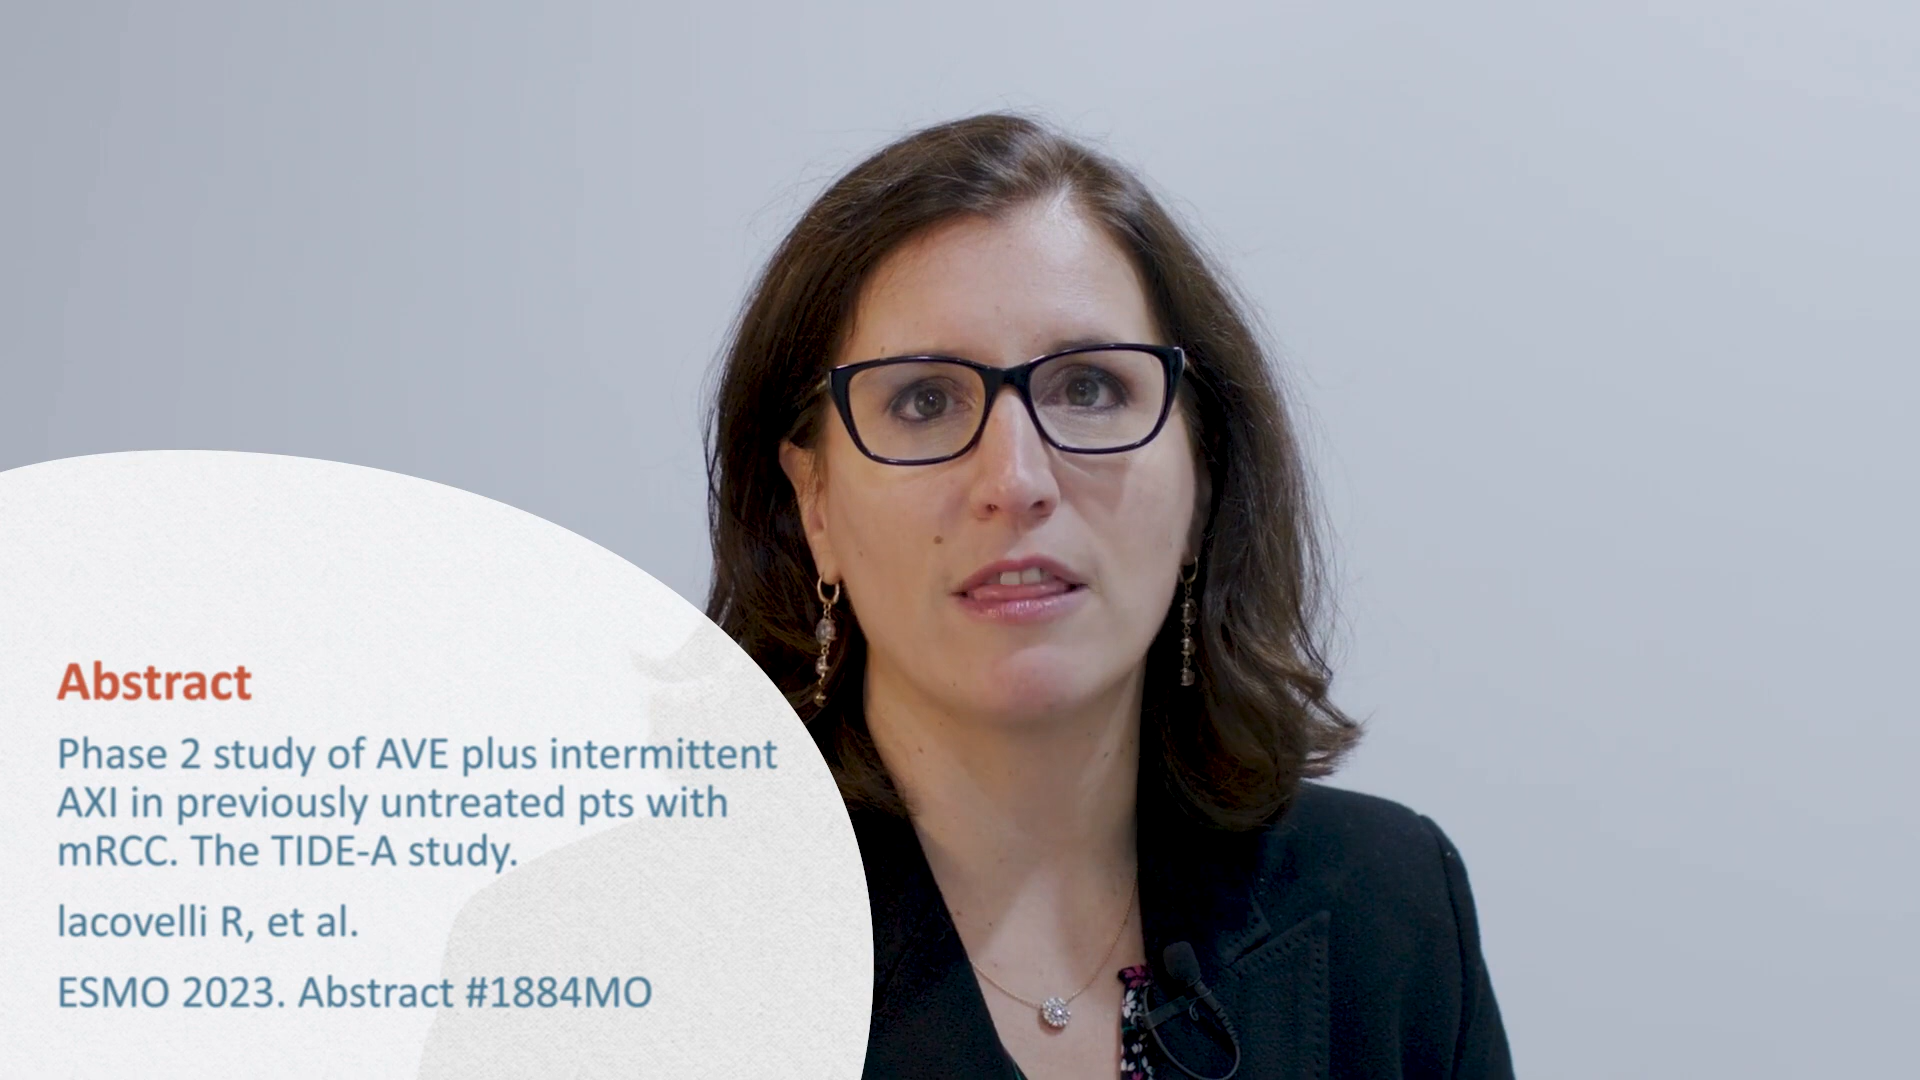 Abstract
Phase 2 study of AVE plus intermittent
AXI in previously untreated pts with
mRCC. The TIDE-A study.
Iacovelli R, et al.
ESMO 2023. Abstract #1884MO